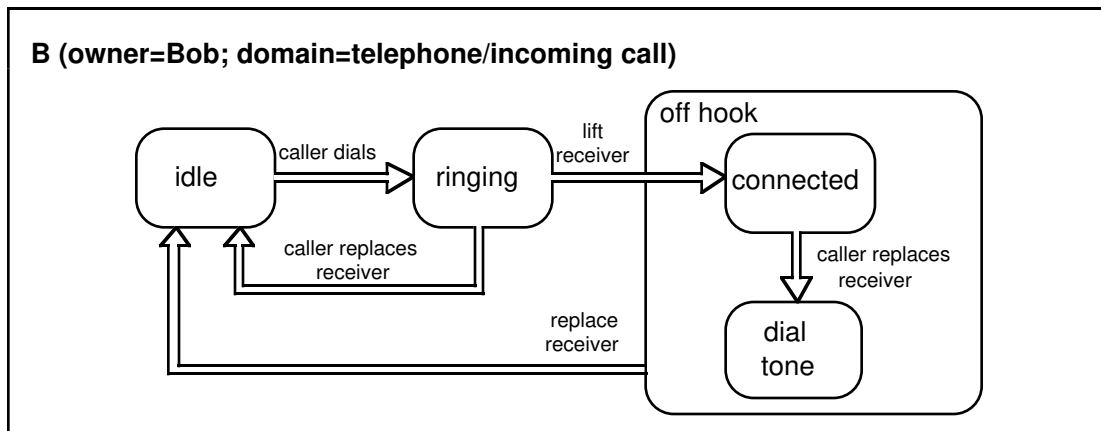 B (owner=Bob; domain=telephone/incoming call)
off hook
idle
caller dials
ringing
lift
receiver
connected
caller replaces
receiver
caller replaces
receiver
replace
receiver
dial
tone